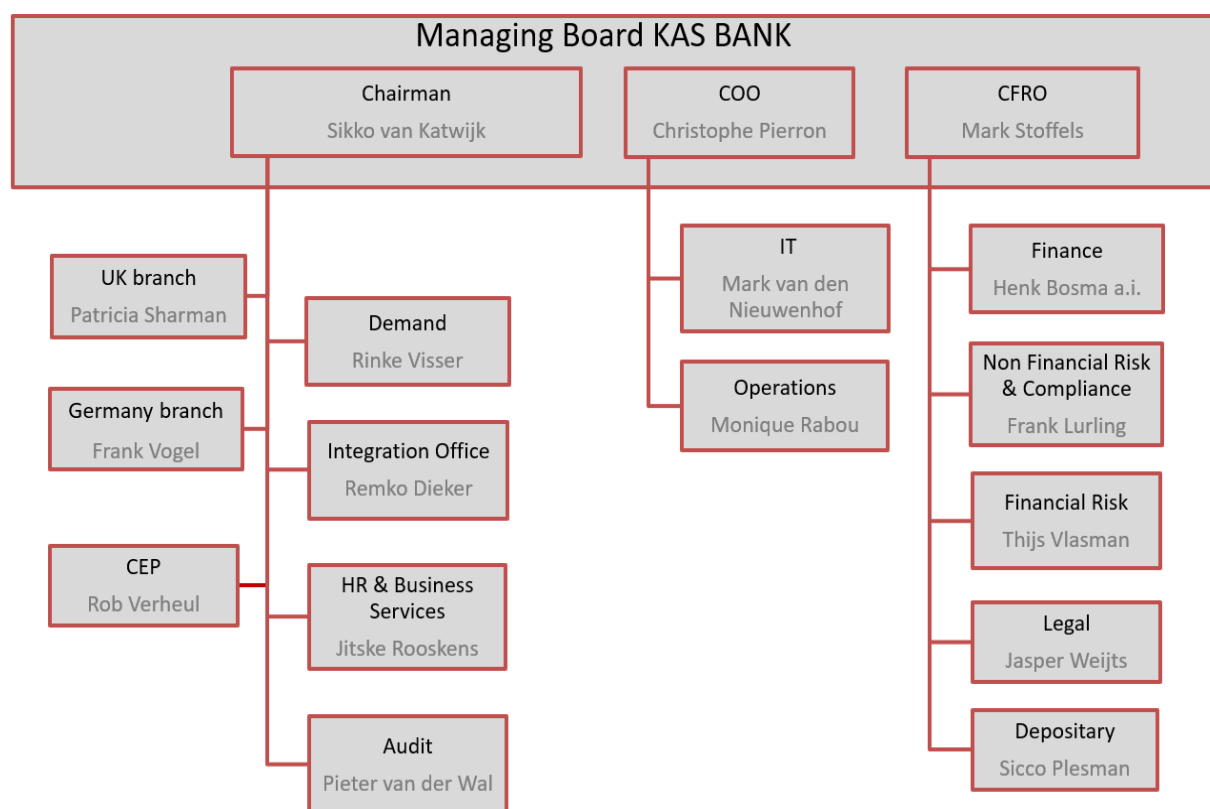 Managing Board KAS BANK
Chairman
Sikko van Katwijk
COO
Christophe Pierron
CFRO
Mark Stoffels
UK branch
Patricia Sharman
Germany branch
Frank Vogel
CEP
Rob Verheul
Demand
Rinke Visser
Integration Office
Remko Dieker
HR & Business
Services
Jitske Rooskens
Audit
Pieter van der Wal
IT
Mark van den
Nieuwenhof
Operations
Monique Rabou
Finance
Henk Bosma a.i.
Non Financial Risk
& Compliance
Frank Lurling
Financial Risk
Thijs Vlasman
Legal
Jasper Weijts
Depositary
Sicco Plesman